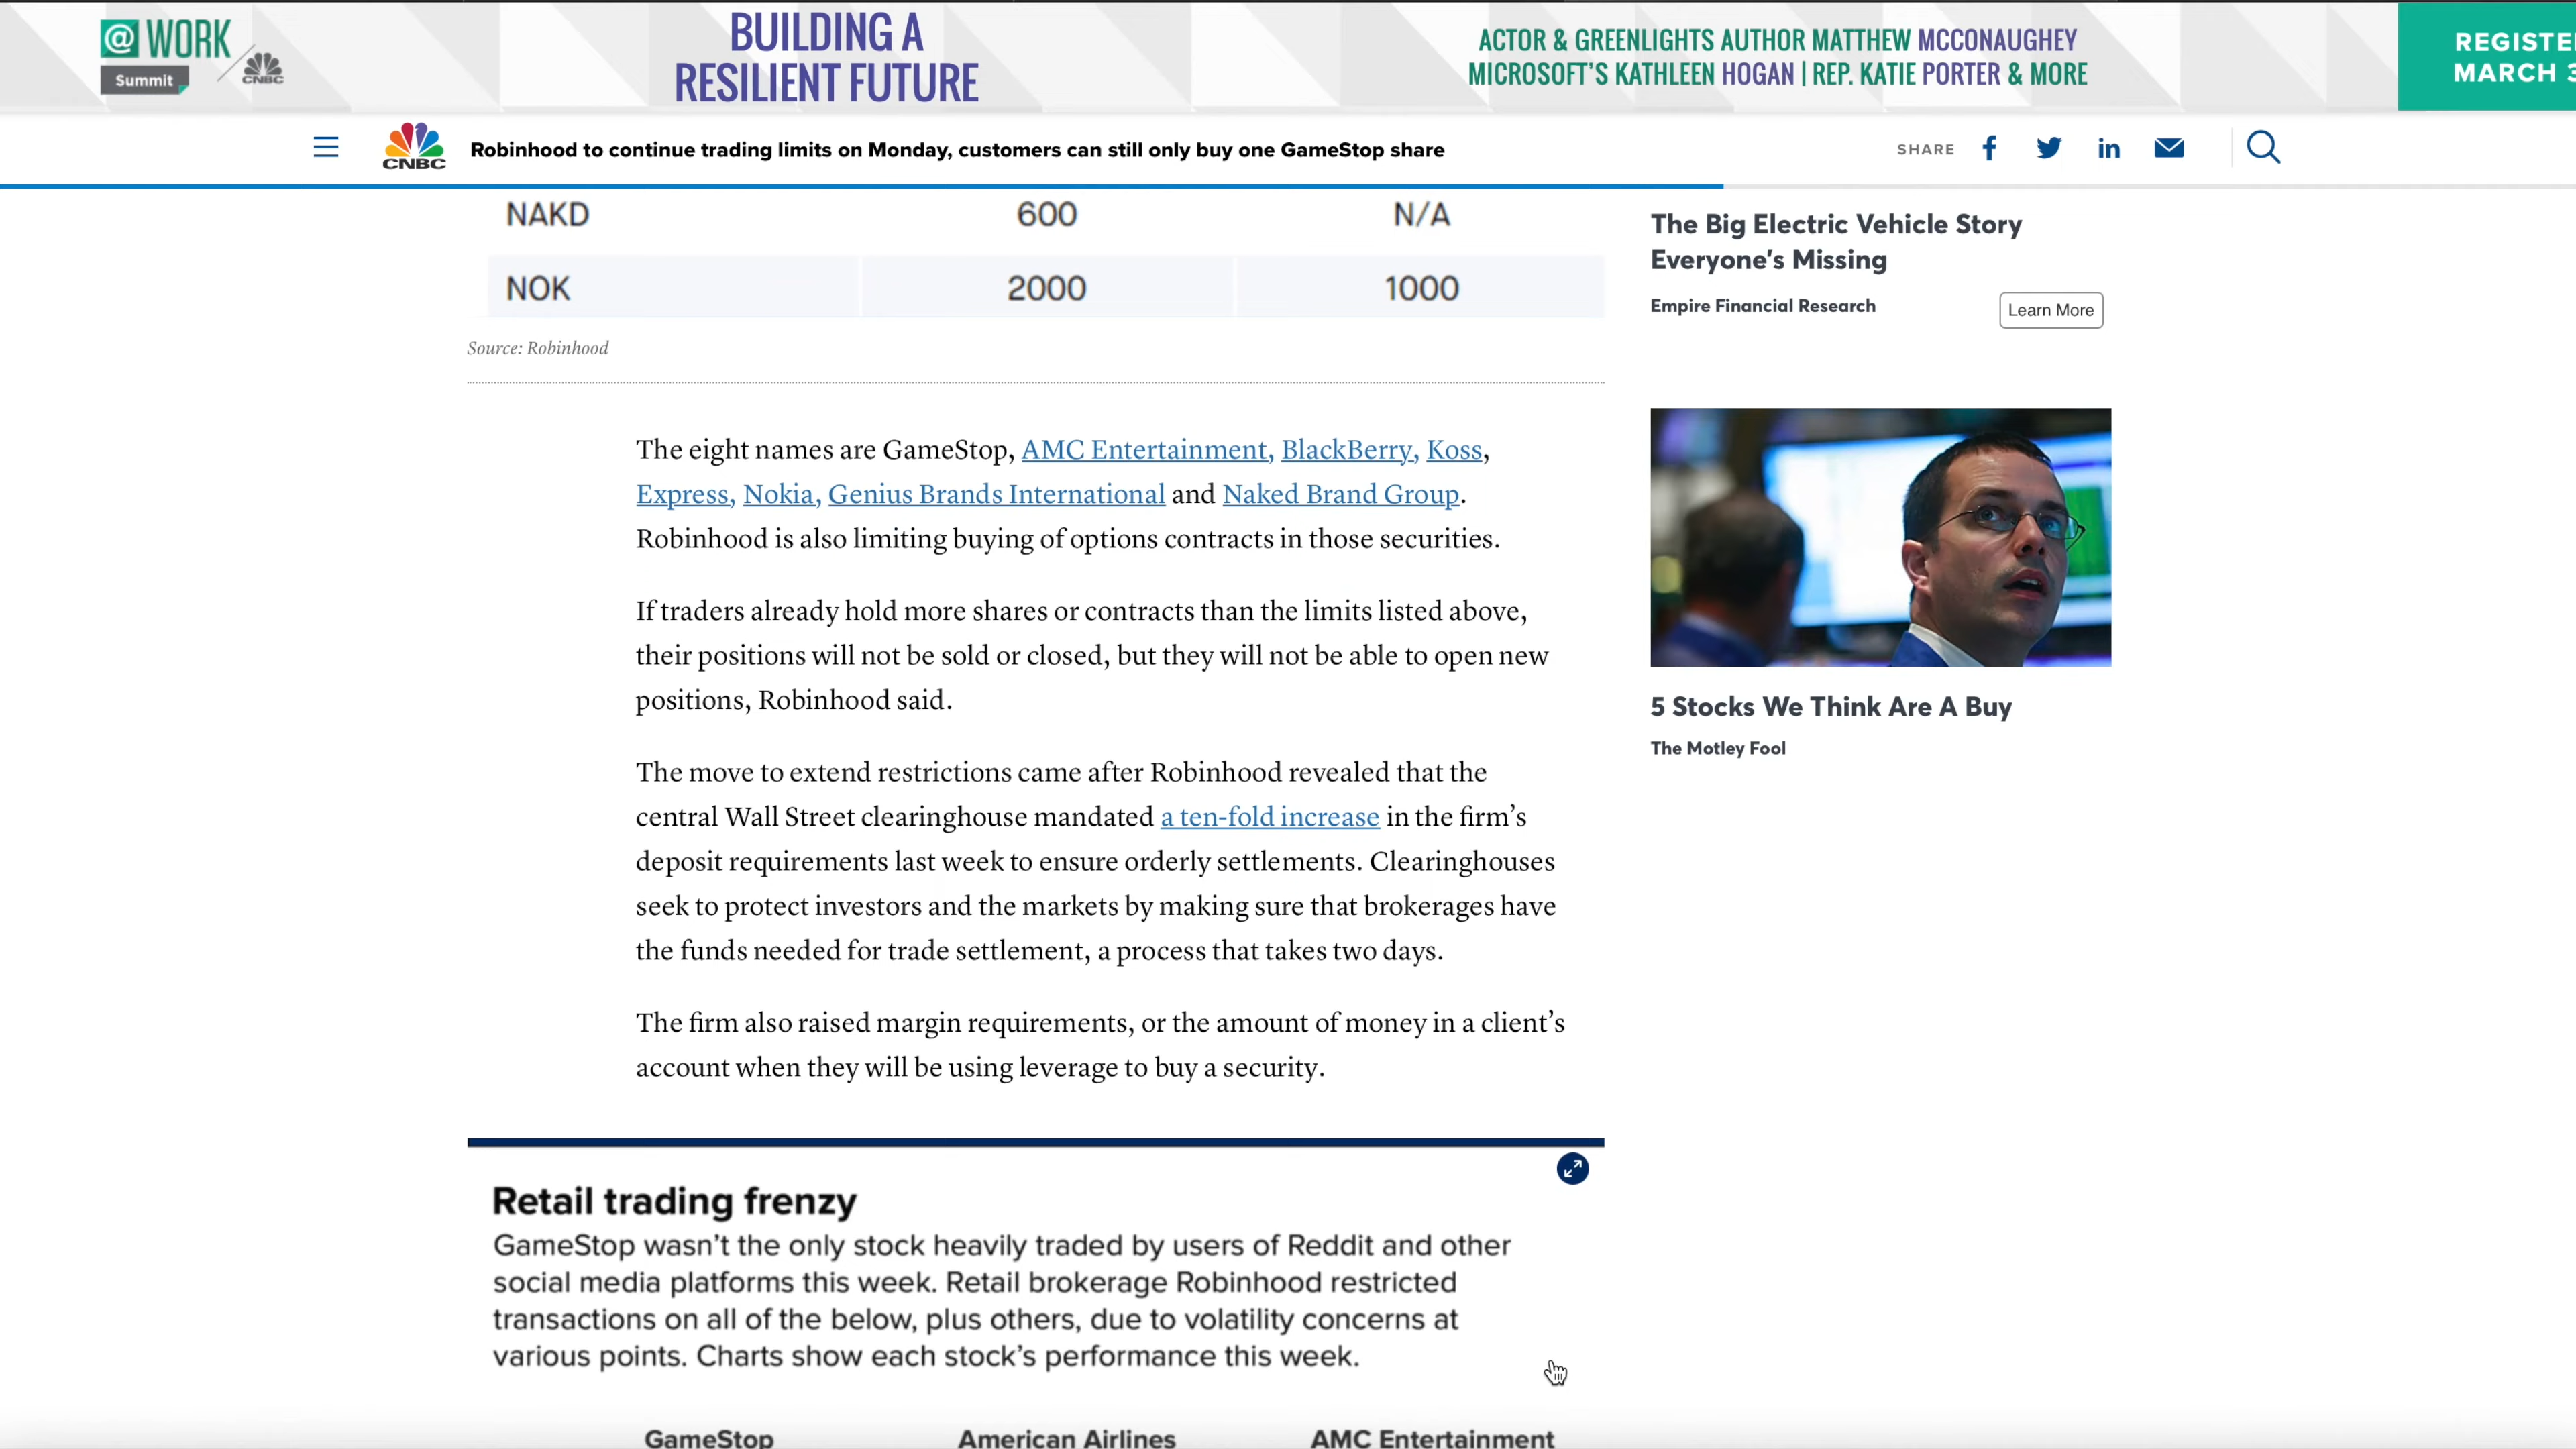 @ WORK
Summit
CNBC
BUILDING A
RESILIENT FUTURE
ACTOR & GREENLIGHTS AUTHOR MATTHEW MCCONAUGHEY
MICROSOFT'S KATHLEEN HOGAN | REP. KATIE PORTER & MORE
MARCH
CNBC
Robinhood to continue trading limits on Monday, customers can still only buy one GameStop share
SHARE
NAKD 600 N/A
NOK 2000 1000
Source: Robinhood
The eight names are GameStop, AMC Entertainment, BlackBerry, Koss,
Express, Nokia, Genius Brands International and Naked Brand Group.
Robinhood is also limiting buying of options contracts in those securities.
If traders already hold more shares or contracts than the limits listed above,
their positions will not be sold or closed, but they will not be able to open new
positions, Robinhood said.
The move to extend restrictions came after Robinhood revealed that the
central Wall Street clearinghouse mandated a ten-fold increase in the firm's
deposit requirements last week to ensure orderly settlements. Clearinghouses
seek to protect investors and the markets by making sure that brokerages have
the funds needed for trade settlement, a process that takes two days.
The firm also raised margin requirements, or the amount of money in a client's
account when they will be using leverage to buy a security.
Retail trading frenzy
GameStop wasn't the only stock heavily traded by users of Reddit and other
social media platforms this week. Retail brokerage Robinhood restricted
transactions on all of the below, plus others, due to volatility concerns at
various points. Charts show each stock's performance this week.
GameStop American Airlines AMC Entertainment
The Big Electric Vehicle Story
Everyone's Missing
Empire Financial Research
Learn More
5 Stocks We Think Are A Buy
The Motley Fool